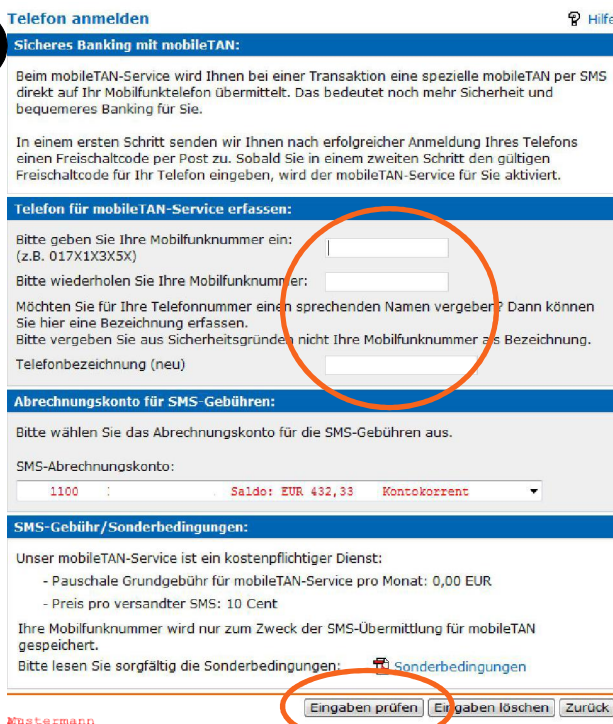 Telefon anmelden
Hilfe
Sicheres Banking mit mobileTAN:
Beim mobileTAN-Service wird Ihnen bei einer Transaktion eine spezielle mobileTAN per SMS
direkt auf Ihr Mobilfunktelefon übermittelt. Das bedeutet noch mehr Sicherheit und
bequemeres Banking für Sie.
In einem ersten Schritt senden wir Ihnen nach erfolgreicher Anmeldung Ihres Telefons
einen Freischaltcode per Post zu. Sobald Sie in einem zweiten Schritt den gültigen
Freischaltcode für Ihr Telefon eingeben, wird der mobileTAN-Service für Sie aktiviert.
Telefon für mobileTAN-Service erfassen:
Bitte geben Sie Ihre Mobilfunknummer ein:
(z.B. 017X1X3X5X)
Bitte wiederholen Sie Ihre Mobilfunknummer:
Möchten Sie für Ihre Telefonnummer einen sprechenden Namen vergeben? Dann können
Sie hier eine Bezeichnung erfassen.
Bitte vergeben Sie aus Sicherheitsgründen nicht Ihre Mobilfunknummer als Bezeichnung.
Telefonbezeichnung (neu)
Abrechnungskonto für SMS-Gebühren:
Bitte wählen Sie das Abrechnungskonto für die SMS-Gebühren aus.
SMS-Abrechnungskonto:
1100 Saldo: EUR 432,33 Kontokorrent
SMS-Gebühr/Sonderbedingungen:
Unser mobileTAN-Service ist ein kostenpflichtiger Dienst:
- Pauschale Grundgebühr für mobileTAN-Service pro Monat: 0,00 EUR
- Preis pro versandter SMS: 10 Cent
Ihre Mobilfunknummer wird nur zum Zweck der SMS-Übermittlung für mobileTAN
gespeichert.
Bitte lesen Sie sorgfältig die Sonderbedingungen: Sonderbedingungen
Eingaben prüfen Eingaben löschen Zurück
Mustermann